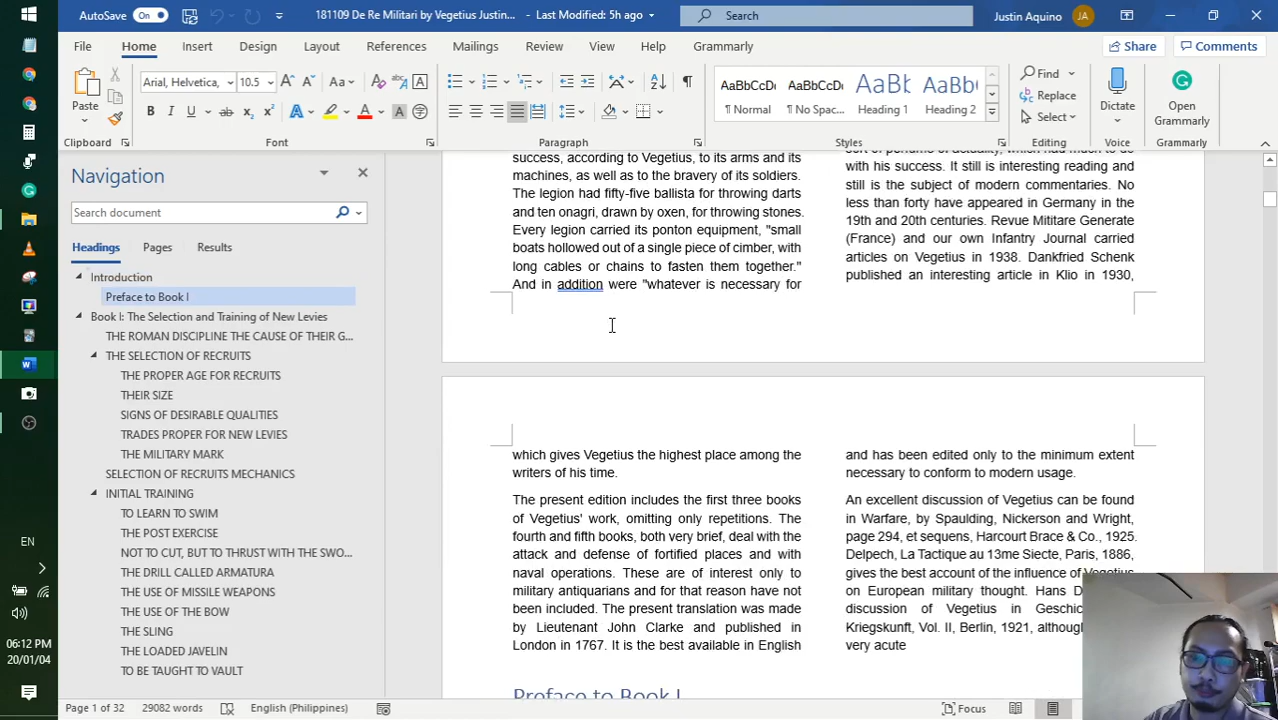 AutoSave On 181109 De Re Militari by Vegetius Justin... - Last Modified: 5h ago Search Justin Aquino JA
File Home Insert Design Layout References Mailings Review View Help Grammarly Share Comments
Paste Arial, Helvetica, 10.5 Aa A B I U ab x₂ x² A A A
AaBbCcDc AaBbCcDc AaBb AaBbC
¶ Normal ¶ No Spac... Heading 1 Heading 2
Find
Replace
Select
Dictate
Open Grammarly
Clipboard Font Paragraph Styles Editing Voice Grammarly
Navigation
Search document
Headings Pages Results
Introduction
Preface to Book I
Book I: The Selection and Training of New Levies
THE ROMAN DISCIPLINE THE CAUSE OF THEIR G...
THE SELECTION OF RECRUITS
THE PROPER AGE FOR RECRUITS
THEIR SIZE
SIGNS OF DESIRABLE QUALITIES
TRADES PROPER FOR NEW LEVIES
THE MILITARY MARK
SELECTION OF RECRUITS MECHANICS
INITIAL TRAINING
TO LEARN TO SWIM
THE POST EXERCISE
NOT TO CUT, BUT TO THRUST WITH THE SWO...
THE DRILL CALLED ARMATURA
THE USE OF MISSILE WEAPONS
THE USE OF THE BOW
THE SLING
THE LOADED JAVELIN
TO BE TAUGHT TO VAULT
success, according to Vegetius, to its arms and its
machines, as well as to the bravery of its soldiers.
The legion had fifty-five ballista for throwing darts
and ten onagri, drawn by oxen, for throwing stones.
Every legion carried its ponton equipment, "small
boats hollowed out of a single piece of cimber, with
long cables or chains to fasten them together."
And in addition were "whatever is necessary for
sort of perfume of actuality, which had much to do
with his success. It still is interesting reading and
still is the subject of modern commentaries. No
less than forty have appeared in Germany in the
19th and 20th centuries. Revue Mititare Generate
(France) and our own Infantry Journal carried
articles on Vegetius in 1938. Dankfried Schenk
published an interesting article in Klio in 1930,
which gives Vegetius the highest place among the
writers of his time.
The present edition includes the first three books
of Vegetius' work, omitting only repetitions. The
fourth and fifth books, both very brief, deal with the
attack and defense of fortified places and with
naval operations. These are of interest only to
military antiquarians and for that reason have not
been included. The present translation was made
by Lieutenant John Clarke and published in
London in 1767. It is the best available in English
and has been edited only to the minimum extent
necessary to conform to modern usage.
An excellent discussion of Vegetius can be found
in Warfare, by Spaulding, Nickerson and Wright,
page 294, et sequens, Harcourt Brace & Co., 1925.
Delpech, La Tactique au 13me Siecte, Paris, 1886,
gives the best account of the influence of Vegetius
on European military thought. Hans D
discussion of Vegetius in Geschic
Kriegskunft, Vol. II, Berlin, 1921, althoug
very acute
Preface to Book I
EN
06:12 PM
20/01/04
Page 1 of 32 29082 words English (Philippines) Focus